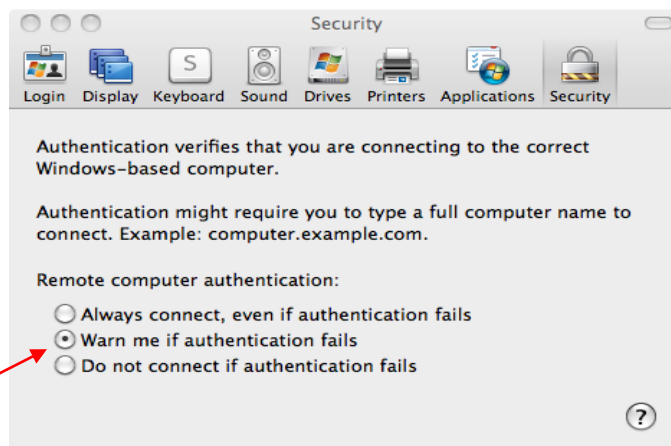 Security
S
Login Display Keyboard Sound Drives Printers Applications Security
Authentication verifies that you are connecting to the correct
Windows-based computer.
Authentication might require you to type a full computer name to
connect. Example: computer.example.com.
Remote computer authentication:
Always connect, even if authentication fails
Warn me if authentication fails
Do not connect if authentication fails
?